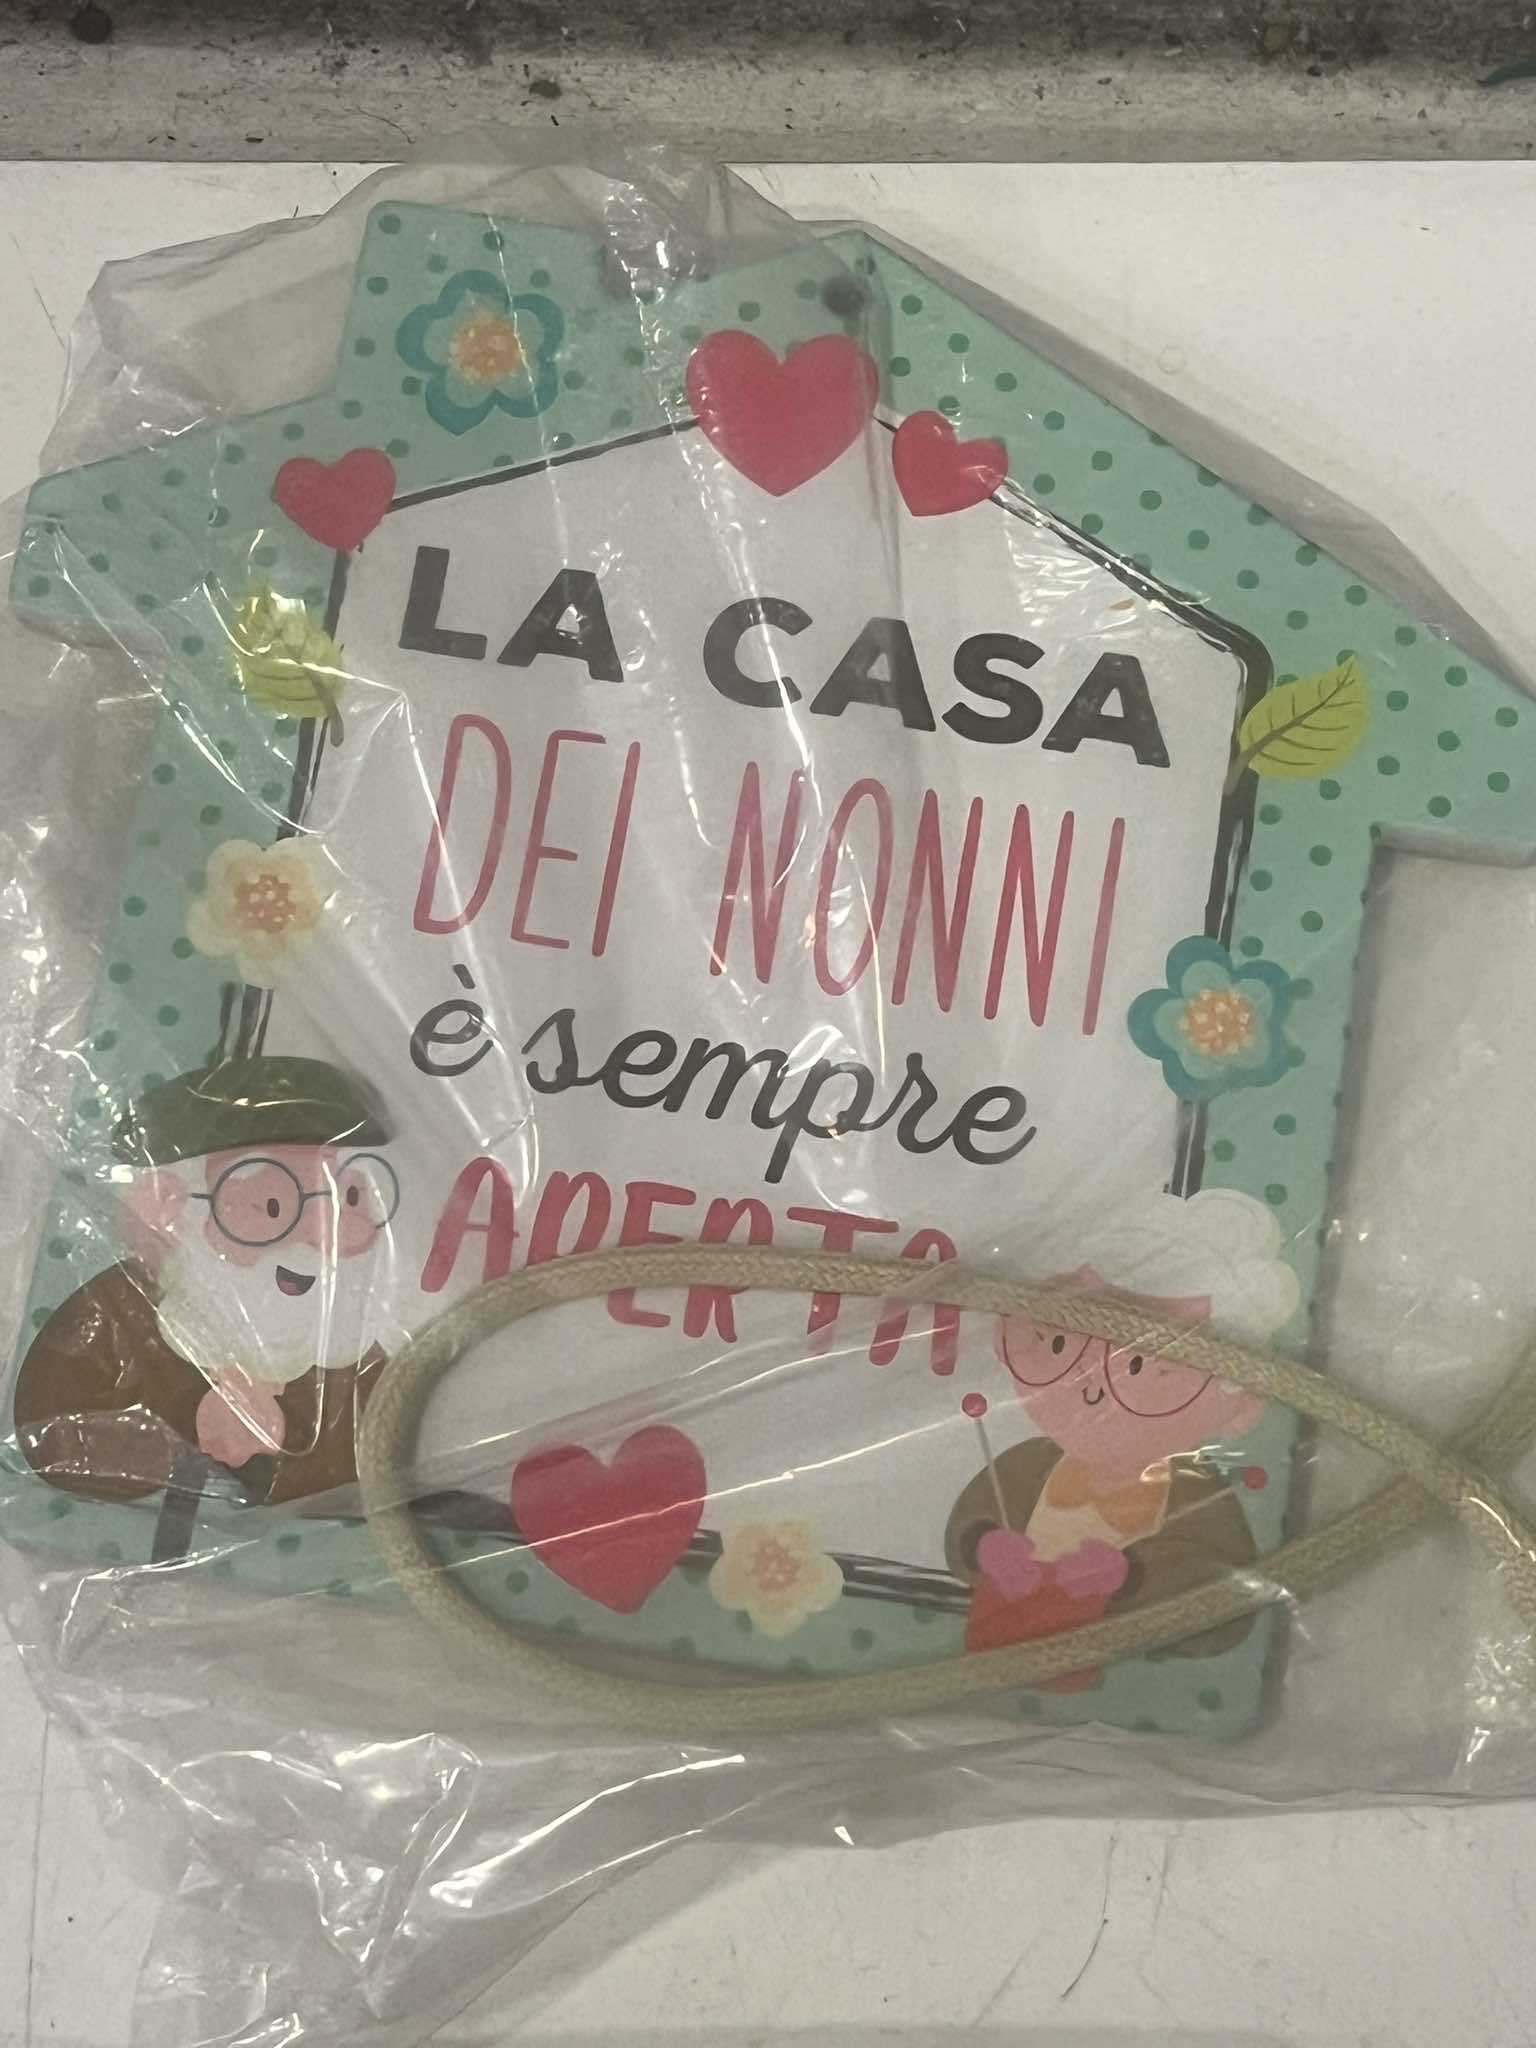 LA CASA
DEI NONNI
è sempre
APERTA